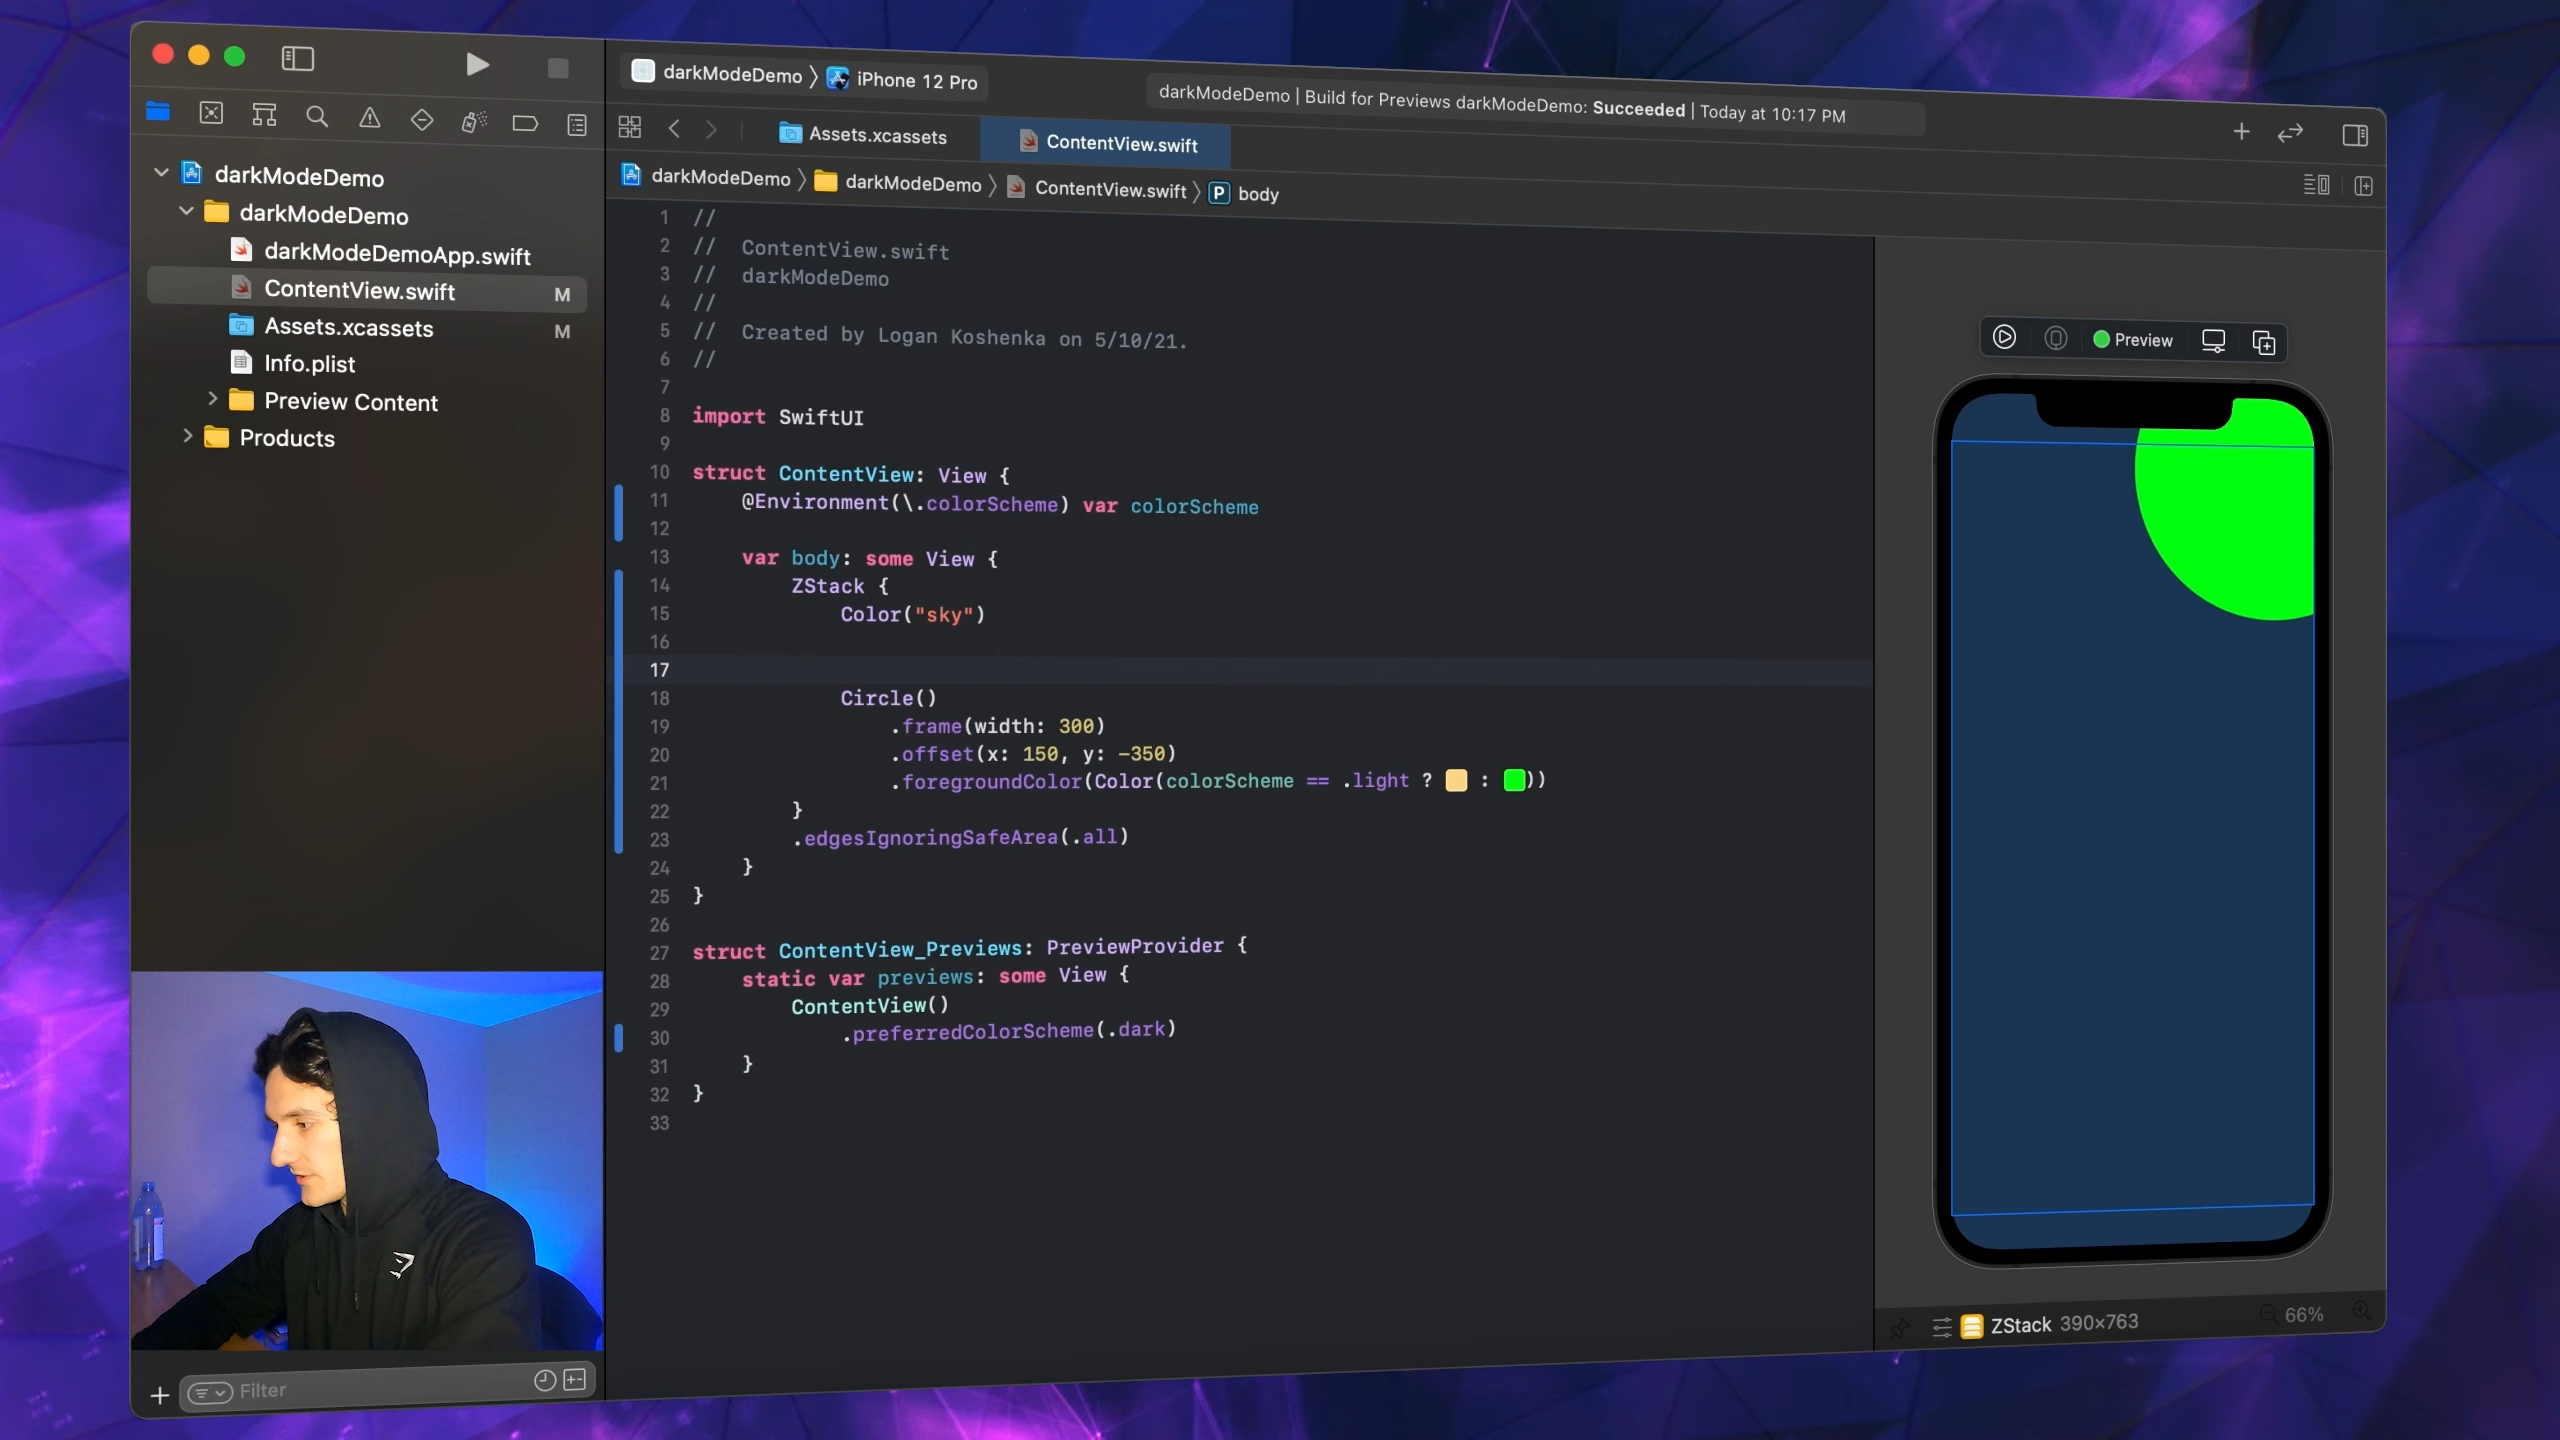 darkModeDemo 〉 iPhone 12 Pro
darkModeDemo | Build for Previews darkModeDemo: Succeeded | Today at 10:17 PM
Assets.xcassets
ContentView.swift
darkModeDemo 〉 darkModeDemo 〉 ContentView.swift 〉 P body
darkModeDemo
darkModeDemo
darkModeDemoApp.swift
ContentView.swift M
Assets.xcassets M
Info.plist
Preview Content
Products
Filter
1 //
2 //  ContentView.swift
3 //  darkModeDemo
4 //
5 //  Created by Logan Koshenka on 5/10/21.
6 //
7
8 import SwiftUI
9
10 struct ContentView: View {
11     @Environment(\.colorScheme) var colorScheme
12
13     var body: some View {
14         ZStack {
15             Color("sky")
16
17
18             Circle()
19                 .frame(width: 300)
20                 .offset(x: 150, y: -350)
21                 .foregroundColor(Color(colorScheme == .light ? : ))
22         }
23         .edgesIgnoringSafeArea(.all)
24     }
25 }
26
27 struct ContentView_Previews: PreviewProvider {
28     static var previews: some View {
29         ContentView()
30             .preferredColorScheme(.dark)
31     }
32 }
33
Preview
ZStack 390×763
66%